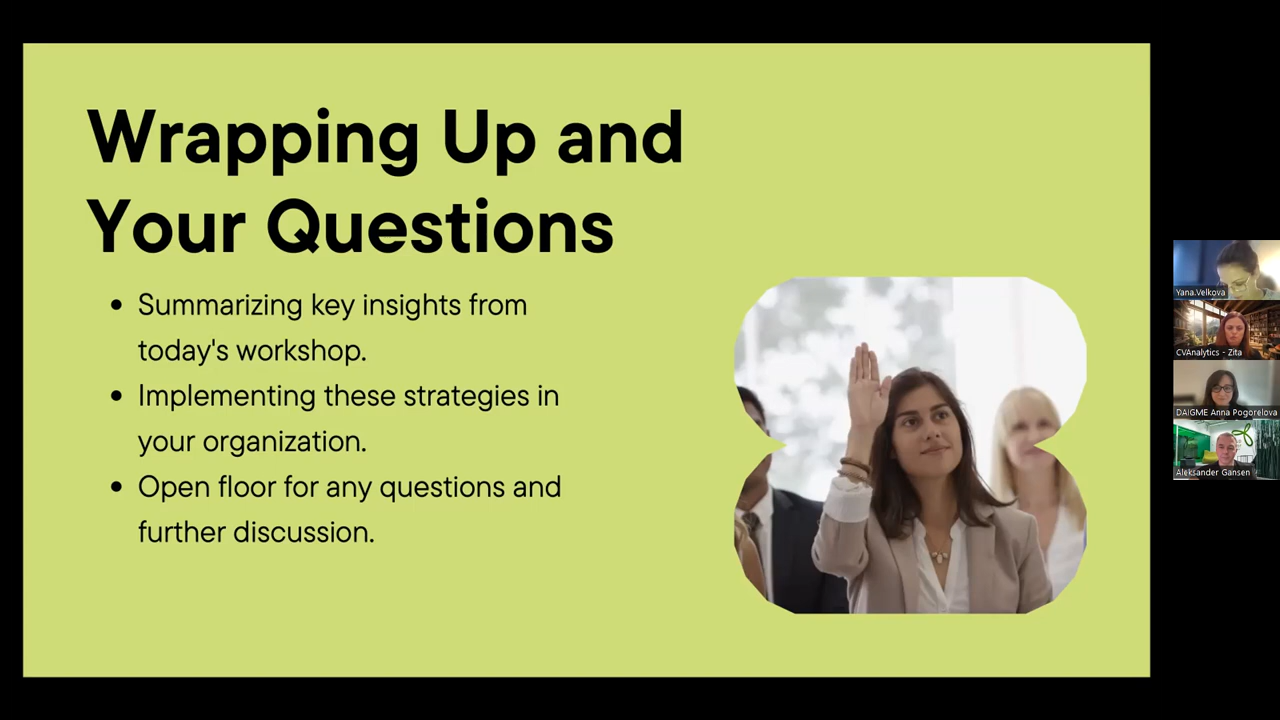 Wrapping Up and
Your Questions
• Summarizing key insights from
today's workshop.
• Implementing these strategies in
your organization.
• Open floor for any questions and
further discussion.
Yana.Velkova
CVAnalytics - Zita
DAIGME Anna Pogorelova
Aleksander Gansen